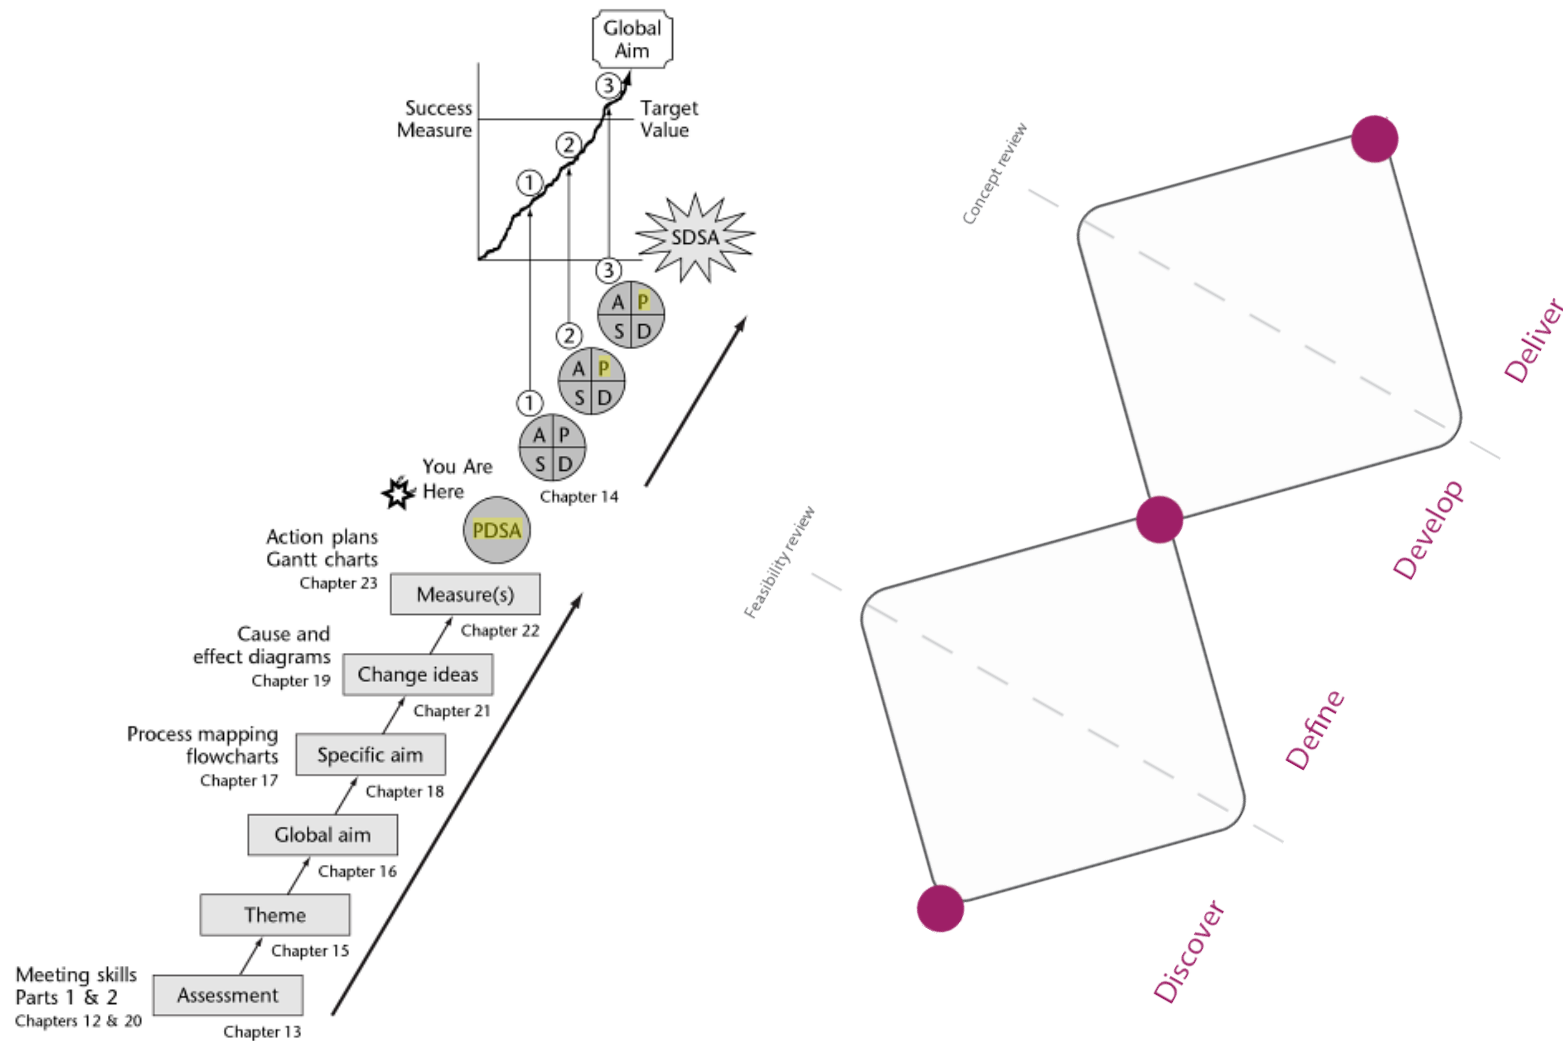 Global
Aim
3
Success
Measure
Target
Value
2
1
SDSA
3
A P
S D
2
A P
S D
1
A P
S D
Chapter 14
You Are
Here
PDSA
Action plans
Gantt charts
Chapter 23
Measure(s)
Chapter 22
Cause and
effect diagrams
Chapter 19
Change ideas
Chapter 21
Process mapping
flowcharts
Chapter 17
Specific aim
Chapter 18
Global aim
Chapter 16
Theme
Chapter 15
Meeting skills
Parts 1 & 2
Chapters 12 & 20
Assessment
Chapter 13
Concept review
Deliver
Develop
Feasibility review
Define
Discover